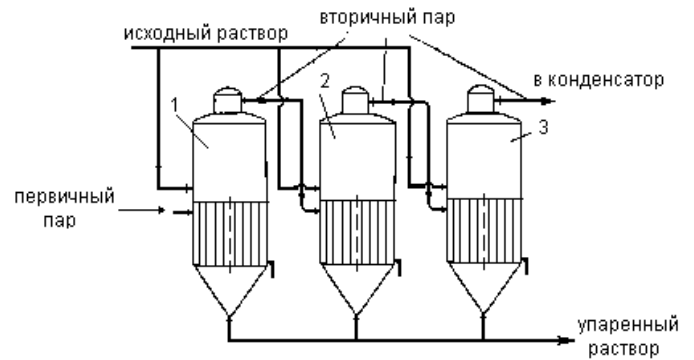 вторичный пар
исходный раствор
в конденсатор
1
2
3
первичный
пар
упаренный
раствор